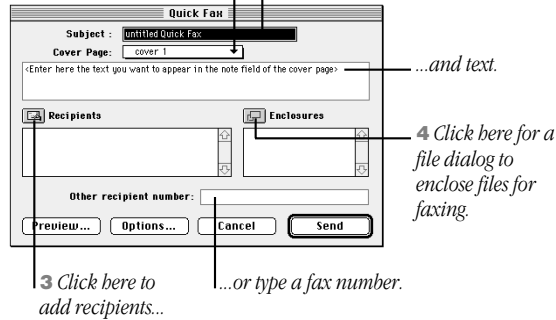 Quick Fax
Subject : untitled Quick Fax
Cover Page: cover 1
<Enter here the text you want to appear in the note field of the cover page>
...and text.
Recipients
Enclosures
4 Click here for a
file dialog to
enclose files for
faxing.
Other recipient number:
Preview... Options... Cancel Send
3 Click here to
add recipients...
...or type a fax number.